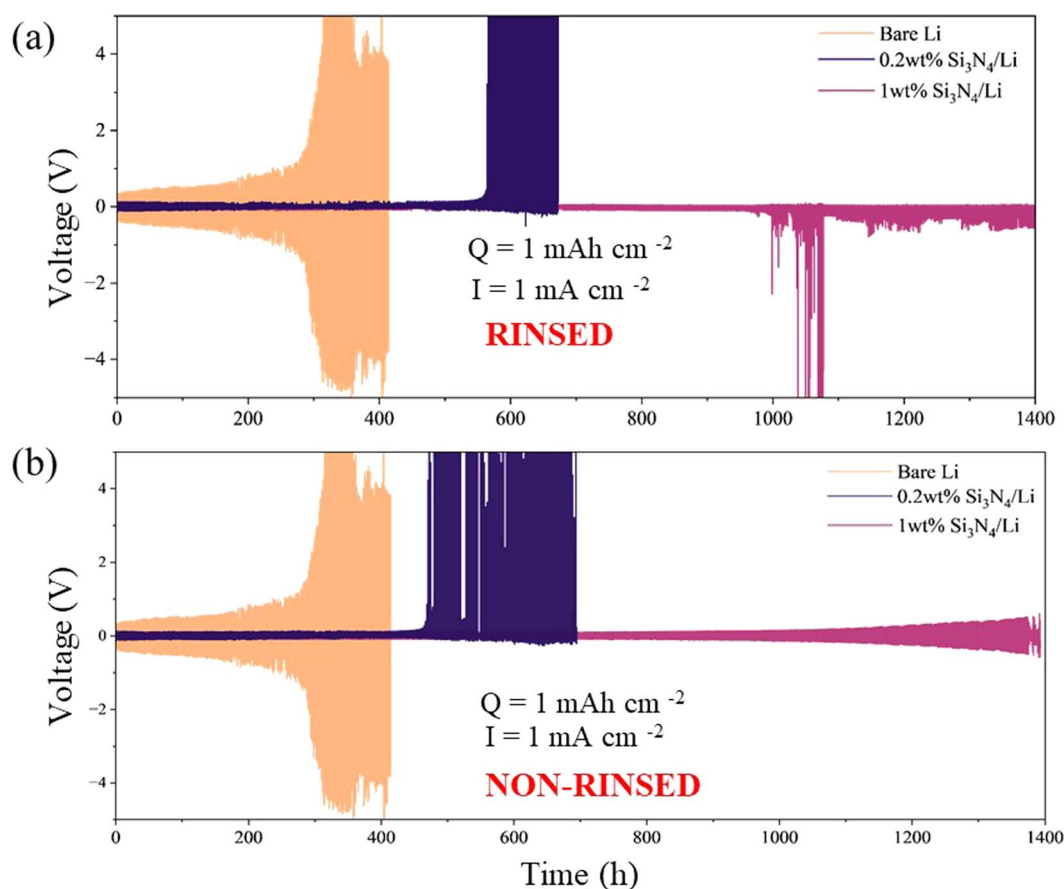 (a)
Bare Li
0.2wt% Si₃N₄/Li
1wt% Si₃N₄/Li
Voltage (V)
4
2
0
−2
−4
Q = 1 mAh cm ⁻²
I = 1 mA cm ⁻²
RINSED
0 200 400 600 800 1000 1200 1400
(b)
Bare Li
0.2wt% Si₃N₄/Li
1wt% Si₃N₄/Li
Voltage (V)
4
2
0
−2
−4
Q = 1 mAh cm ⁻²
I = 1 mA cm ⁻²
NON-RINSED
0 200 400 600 800 1000 1200 1400
Time (h)